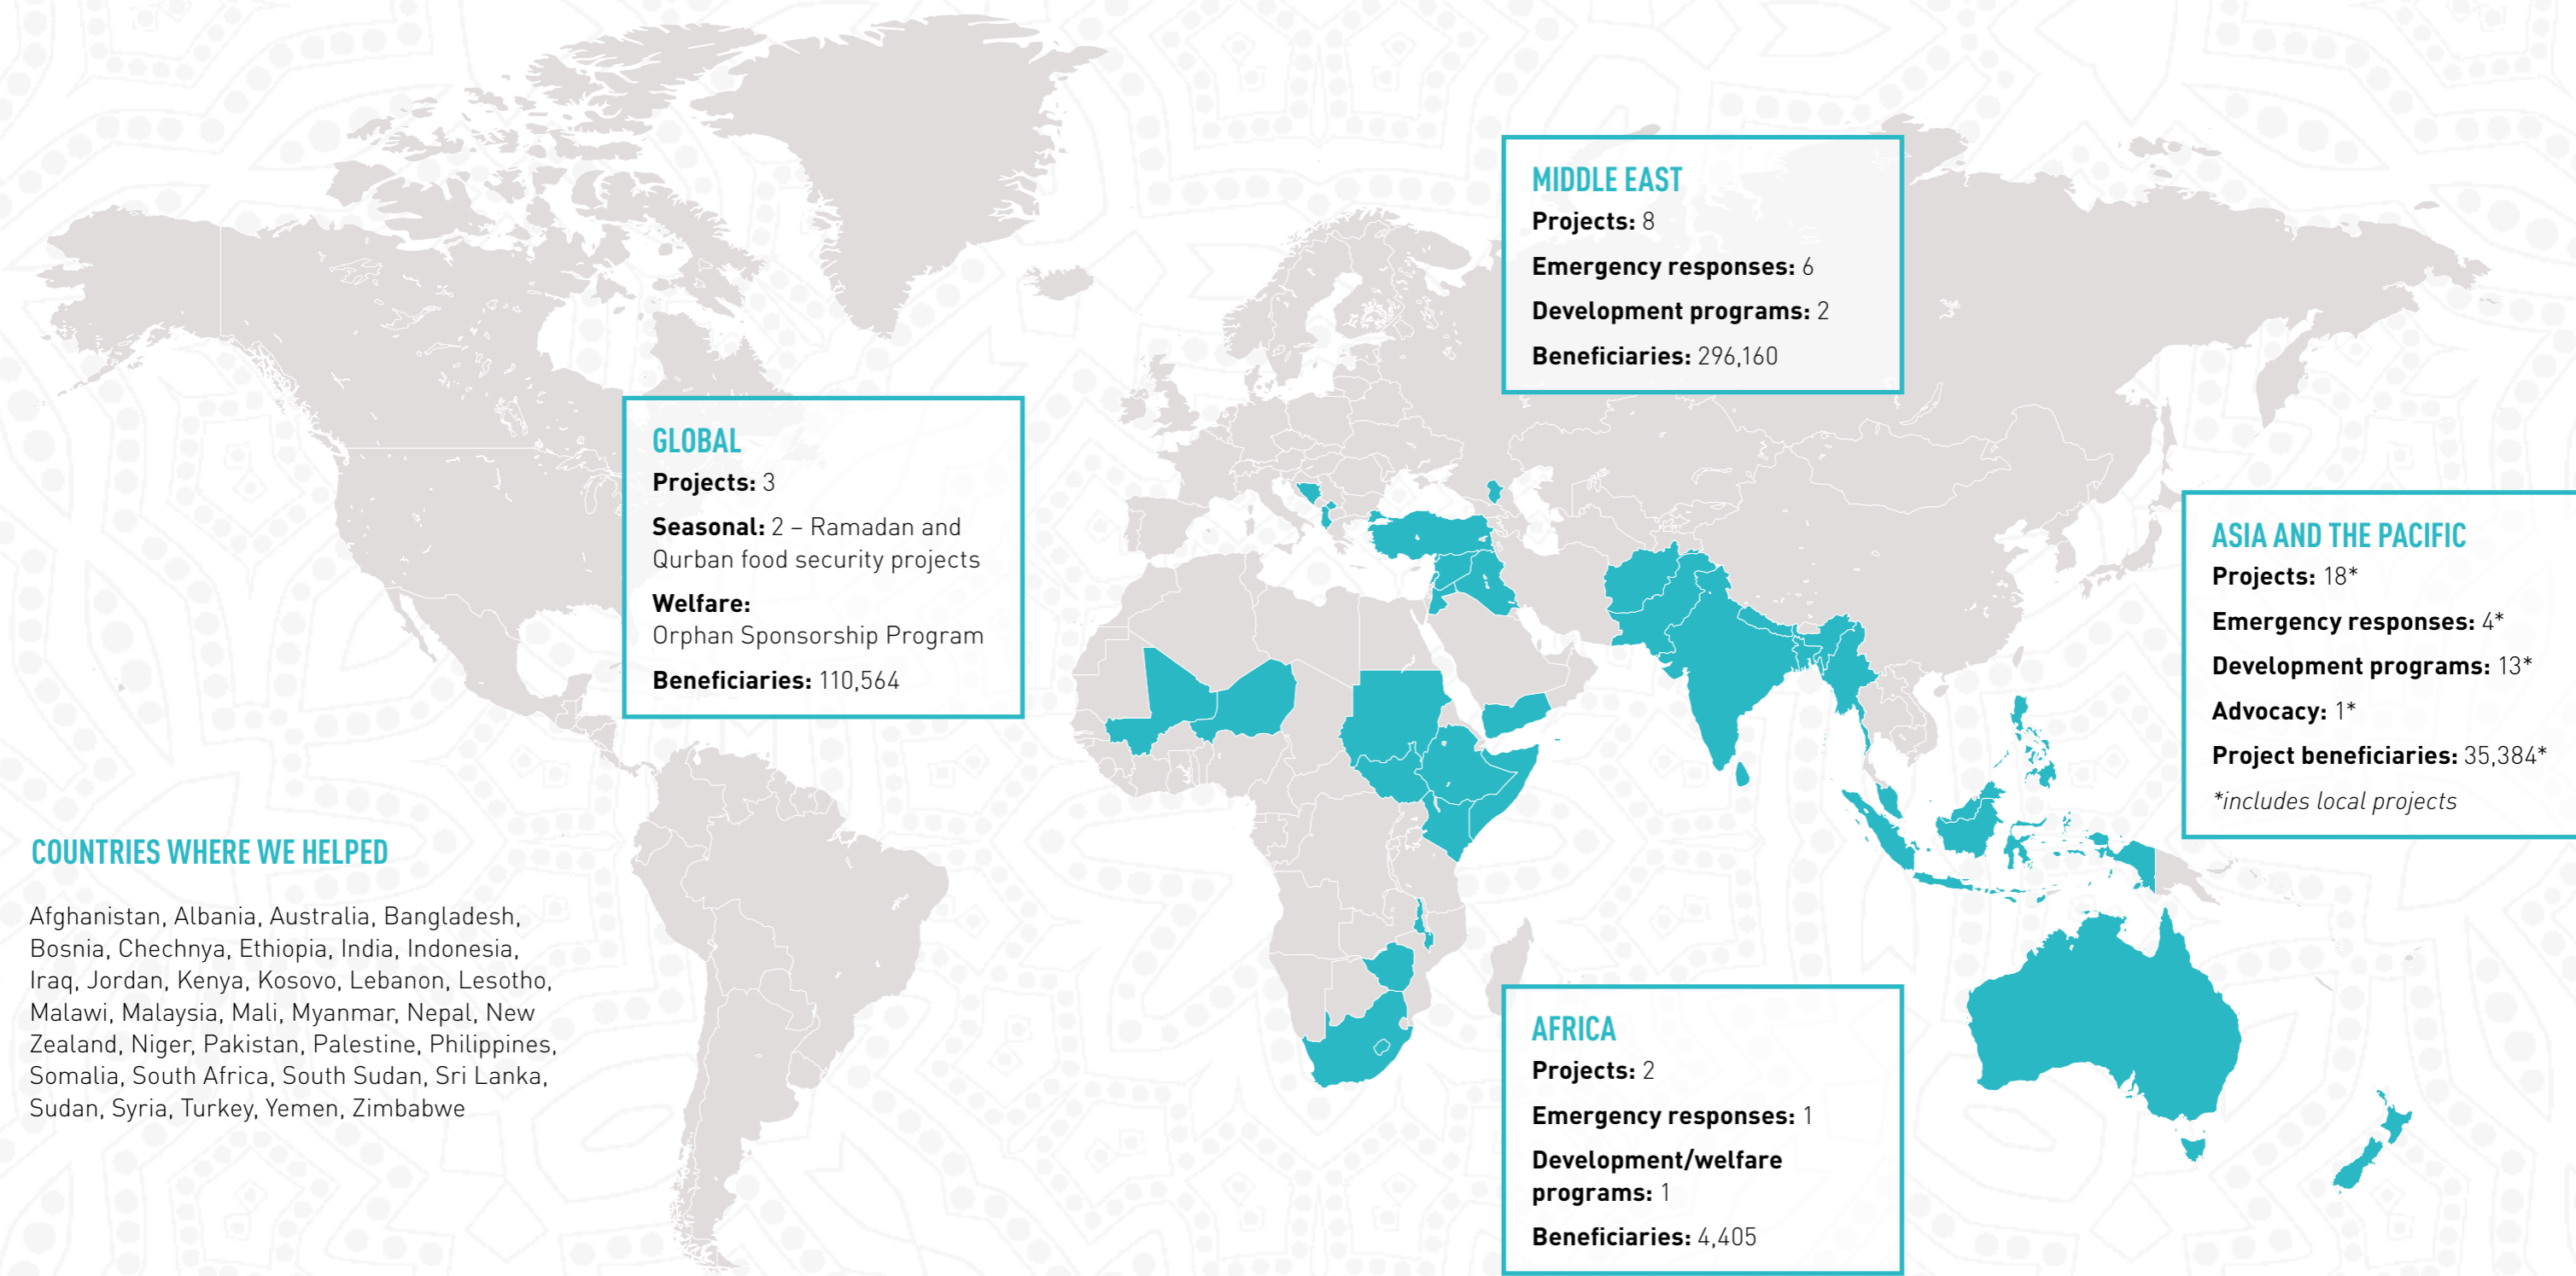 MIDDLE EAST
Projects: 8
Emergency responses: 6
Development programs: 2
Beneficiaries: 296,160
GLOBAL
Projects: 3
Seasonal: 2 – Ramadan and
Qurban food security projects
Welfare:
Orphan Sponsorship Program
Beneficiaries: 110,564
ASIA AND THE PACIFIC
Projects: 18*
Emergency responses: 4*
Development programs: 13*
Advocacy: 1*
Project beneficiaries: 35,384*
*includes local projects
COUNTRIES WHERE WE HELPED
Afghanistan, Albania, Australia, Bangladesh,
Bosnia, Chechnya, Ethiopia, India, Indonesia,
Iraq, Jordan, Kenya, Kosovo, Lebanon, Lesotho,
Malawi, Malaysia, Mali, Myanmar, Nepal, New
Zealand, Niger, Pakistan, Palestine, Philippines,
Somalia, South Africa, South Sudan, Sri Lanka,
Sudan, Syria, Turkey, Yemen, Zimbabwe
AFRICA
Projects: 2
Emergency responses: 1
Development/welfare
programs: 1
Beneficiaries: 4,405